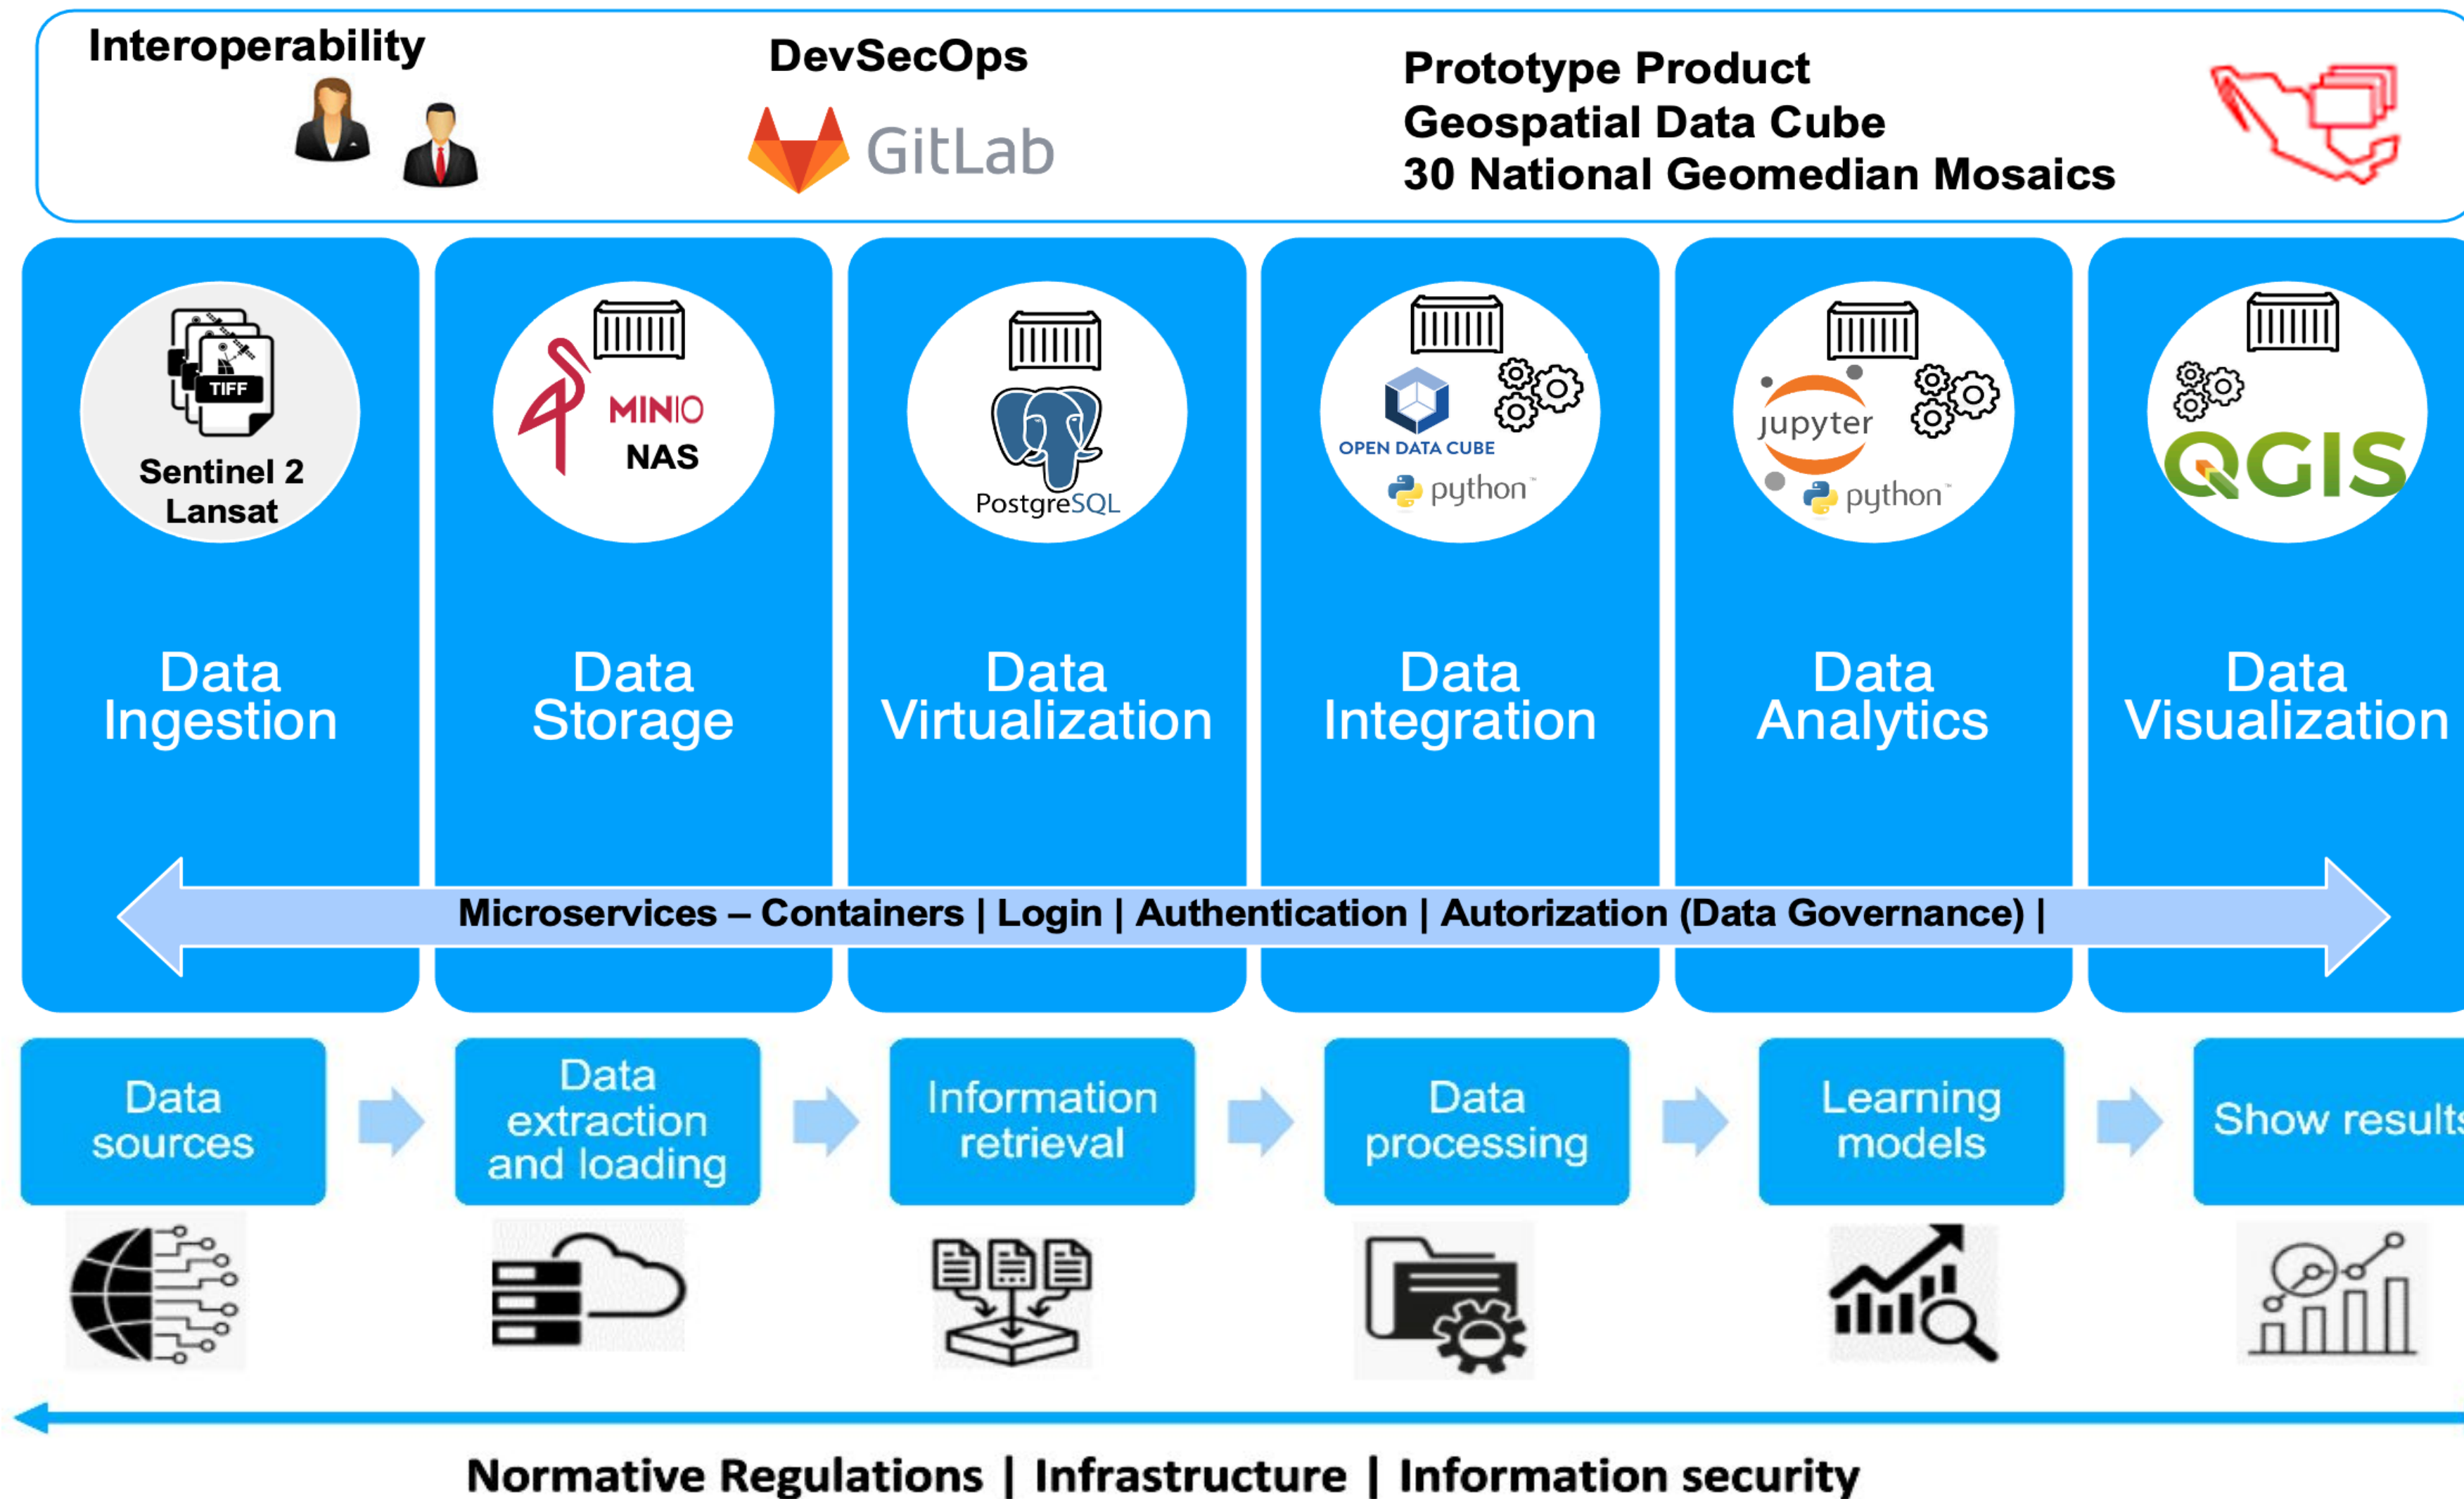 Interoperability
DevSecOps
GitLab
Prototype Product
Geospatial Data Cube
30 National Geomedian Mosaics
TIFF
Sentinel 2
Lansat
Data
Ingestion
MINIO
NAS
Data
Storage
PostgreSQL
Data
Virtualization
OPEN DATA CUBE
python™
Data
Integration
jupyter
python™
Data
Analytics
QGIS
Data
Visualization
Microservices – Containers | Login | Authentication | Autorization (Data Governance) |
Data
sources
Data
extraction
and loading
Information
retrieval
Data
processing
Learning
models
Show results
Normative Regulations | Infrastructure | Information security